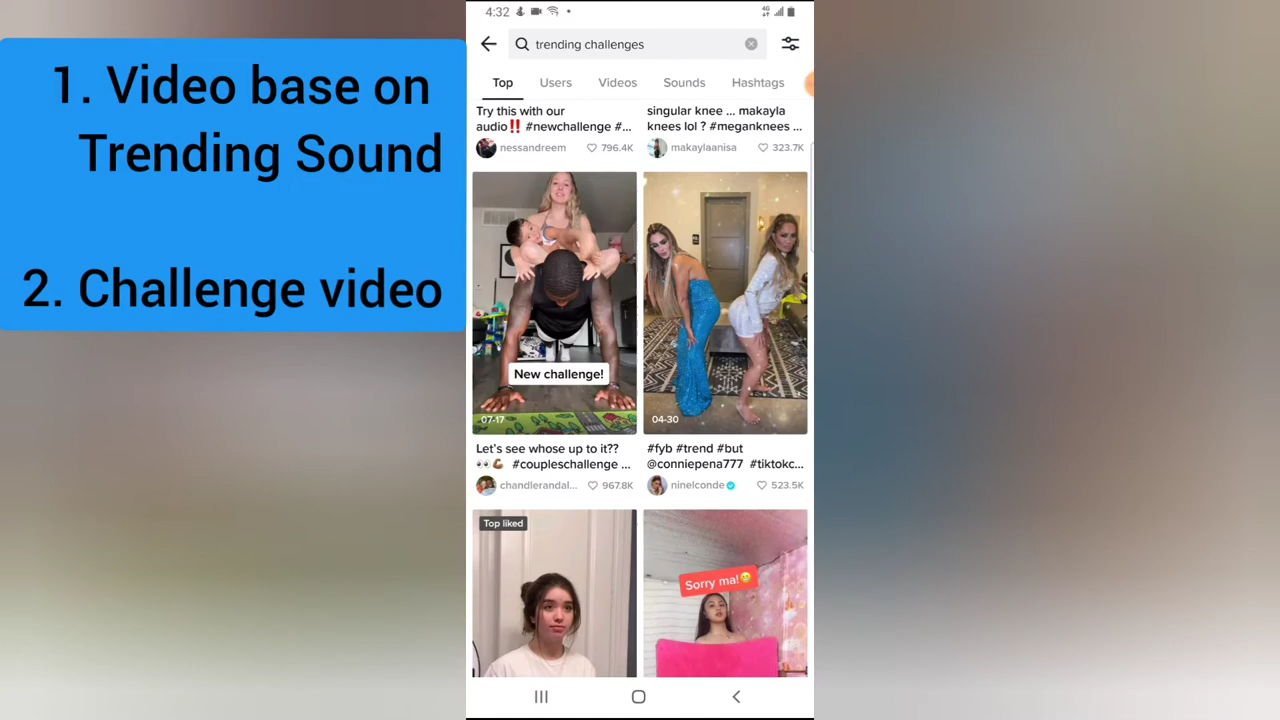 1. Video base on
Trending Sound
2. Challenge video
4:32
4G
trending challenges
Top Users Videos Sounds Hashtags
Try this with our
audio‼️ #newchallenge #...
nessandreem 796.4K
singular knee ... makayla
knees lol ? #meganknees ...
makaylaanisa 323.7K
New challenge!
07-17
Let's see whose up to it??
👀💪🏾 #coupleschallenge ...
chandlerandal... 967.8K
04-30
#fyb #trend #but
@conniepena777 #tiktokc...
ninelconde 523.5K
Top liked
Sorry ma!😢